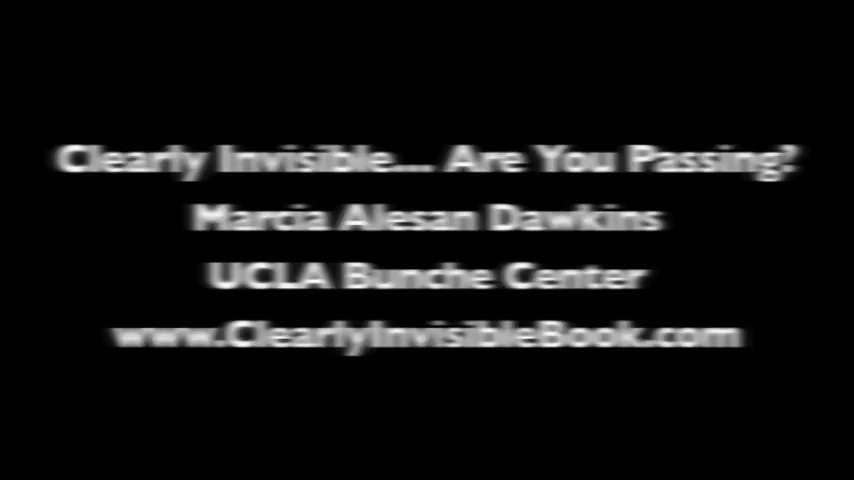 Clearly Invisible... Are You Passing?
Marcia Alesan Dawkins
UCLA Bunche Center
www.ClearlyInvisibleBook.com